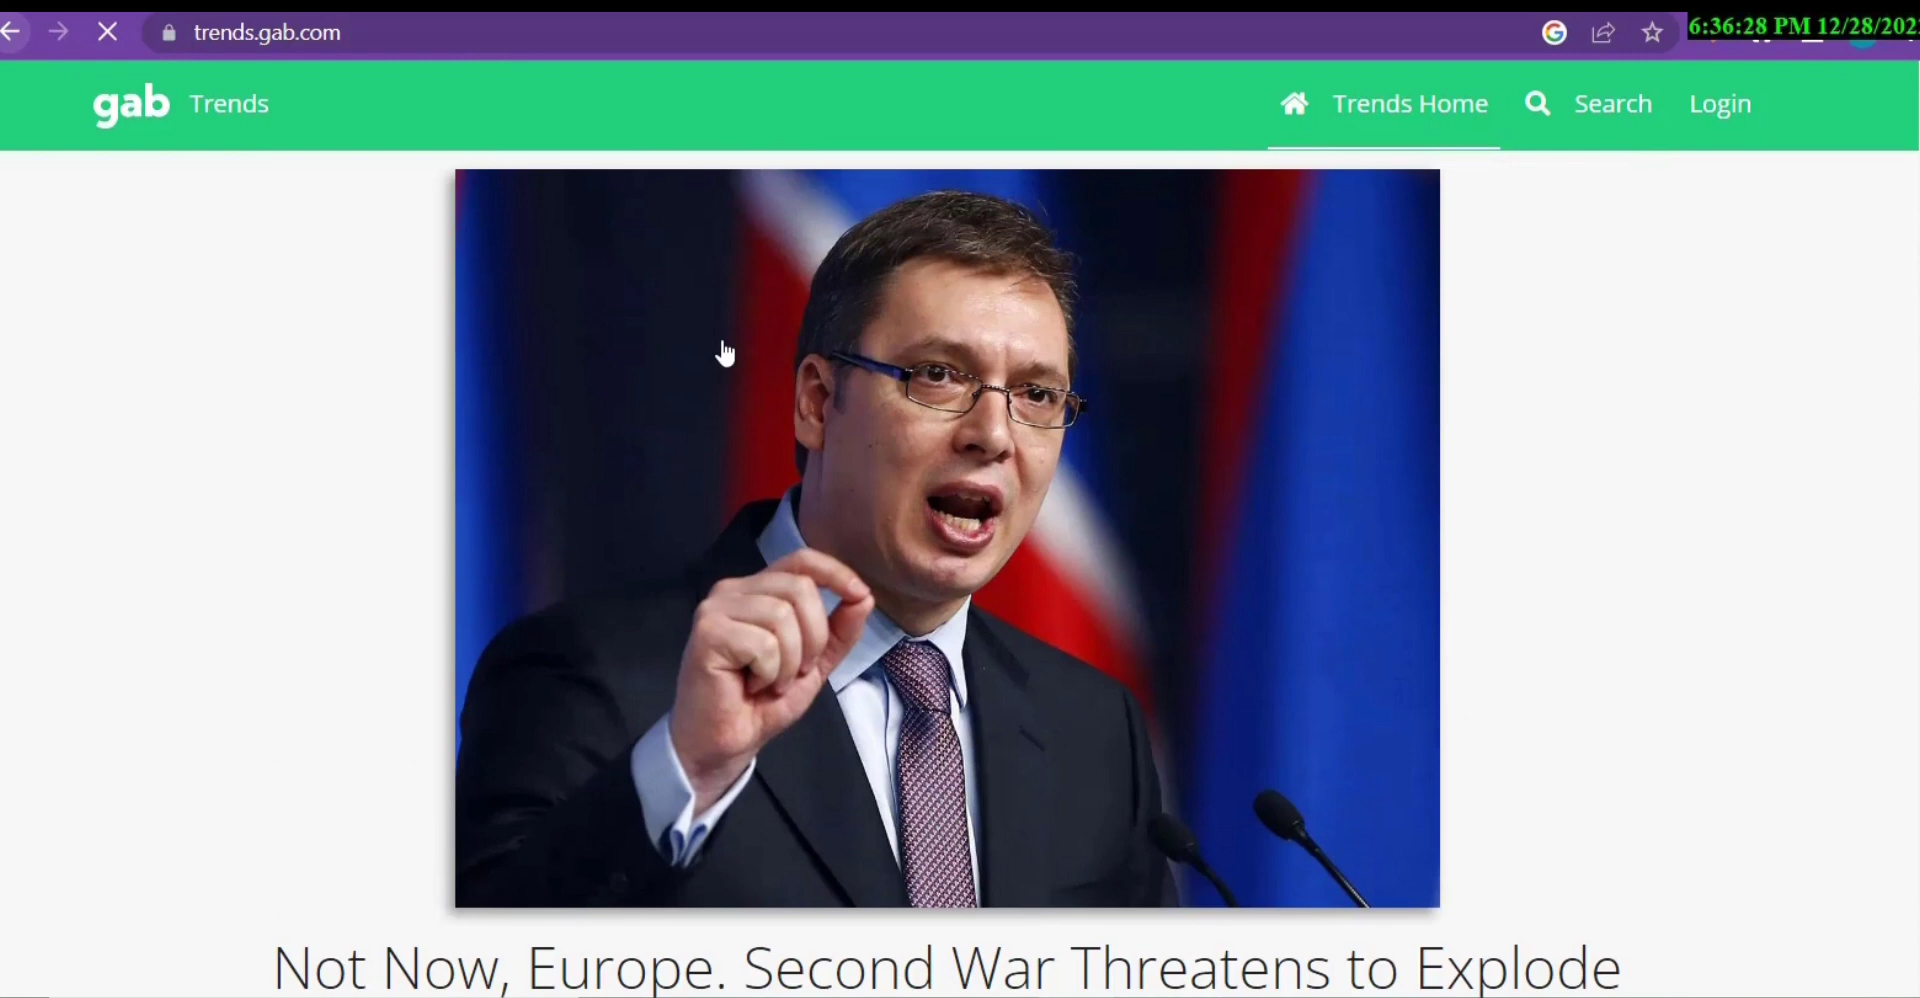 trends.gab.com
6:36:28 PM 12/28/202
gab Trends
Trends Home Search Login
Not Now, Europe. Second War Threatens to Explode